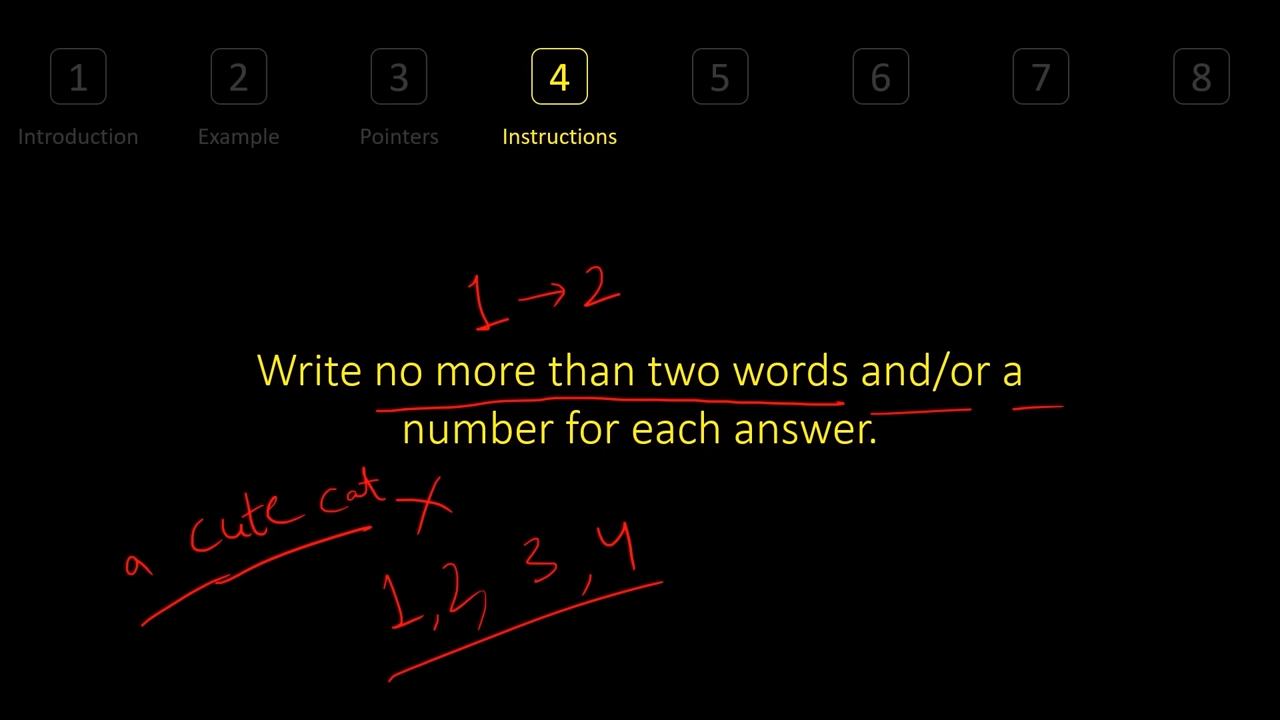 1 2 3 4 5 6 7 8
Introduction Example Pointers Instructions
1 → 2
Write no more than two words and/or a
number for each answer.
a cute cat X
1, 2, 3, 4